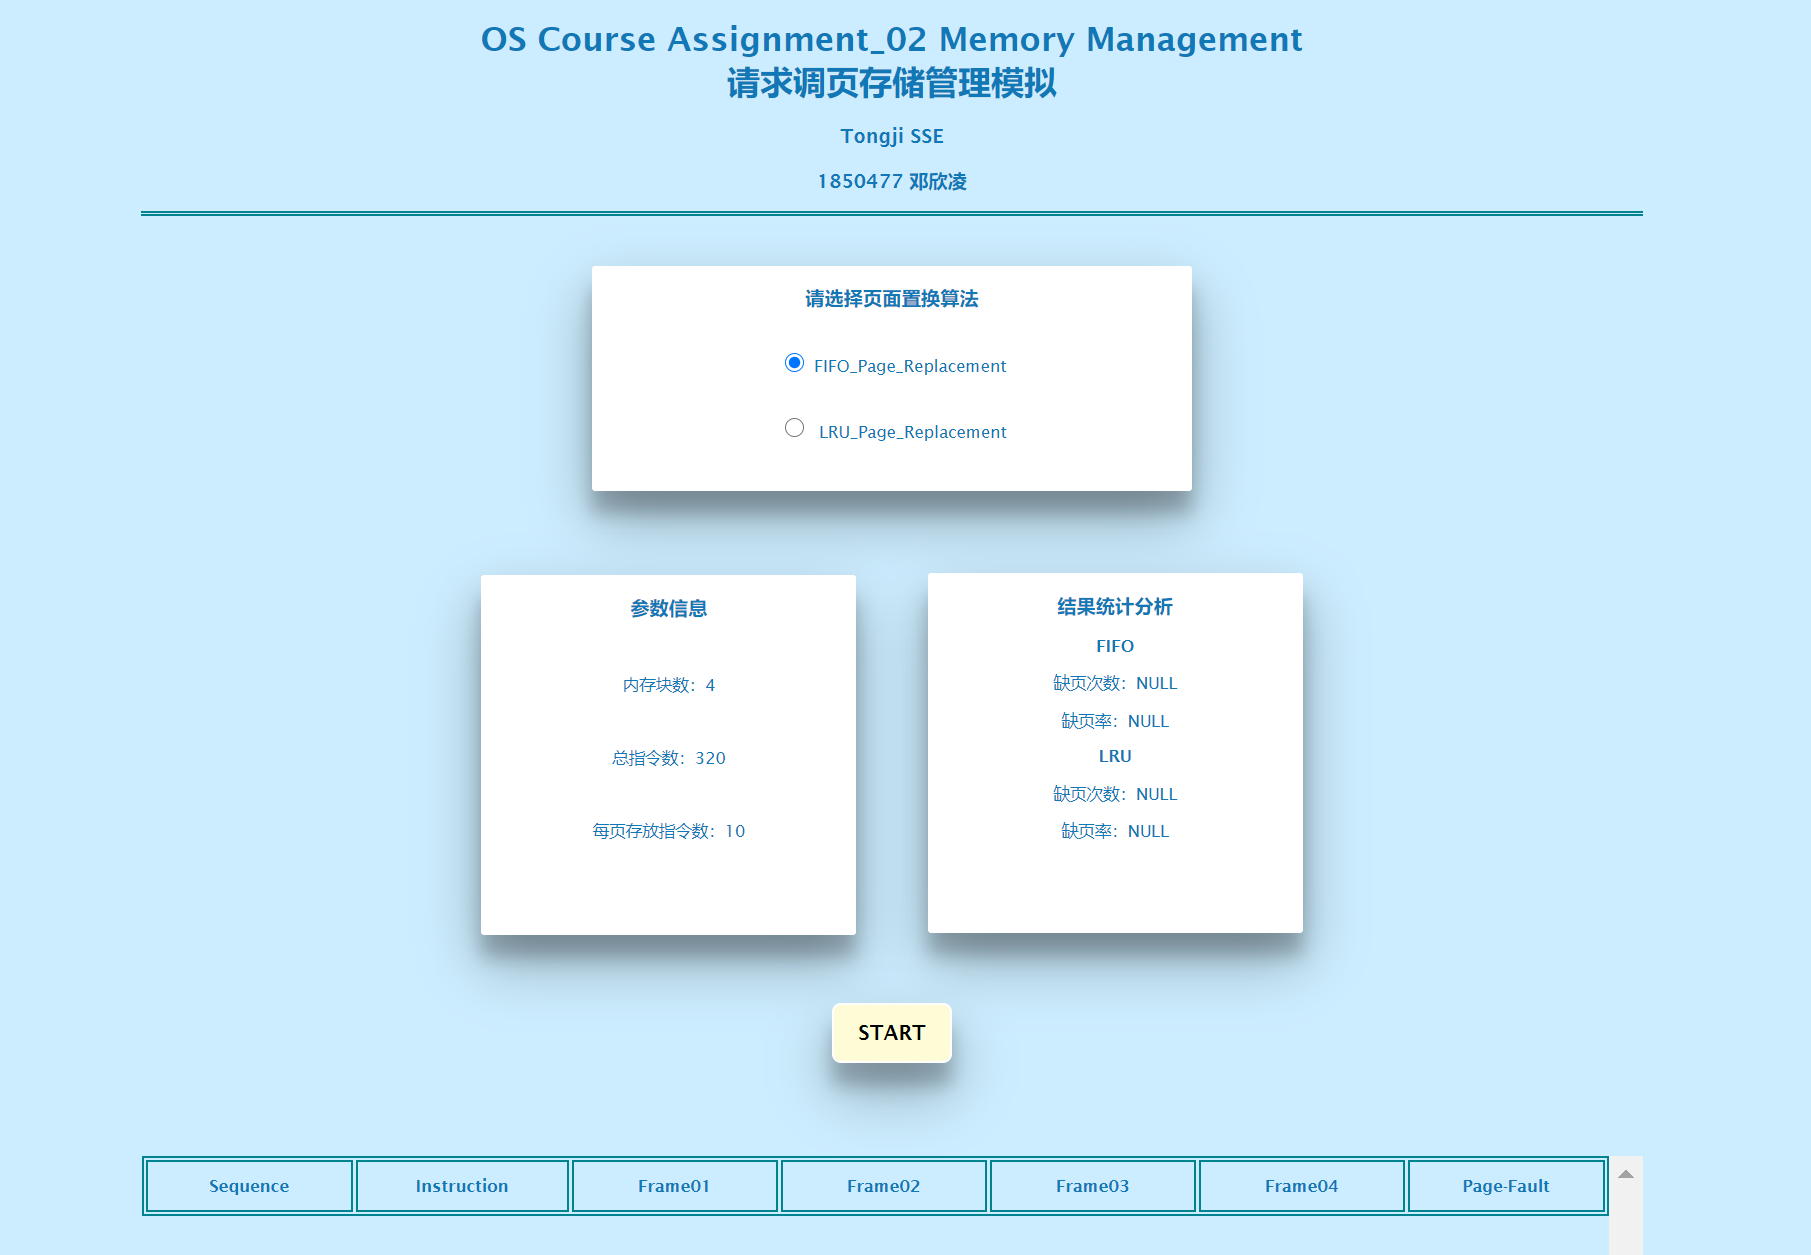 OS Course Assignment_02 Memory Management
请求调页存储管理模拟
Tongji SSE
1850477 邓欣凌
请选择页面置换算法
FIFO_Page_Replacement
LRU_Page_Replacement
参数信息
内存块数：4
总指令数：320
每页存放指令数：10
结果统计分析
FIFO
缺页次数：NULL
缺页率：NULL
LRU
缺页次数：NULL
缺页率：NULL
START
Sequence Instruction Frame01 Frame02 Frame03 Frame04 Page-Fault